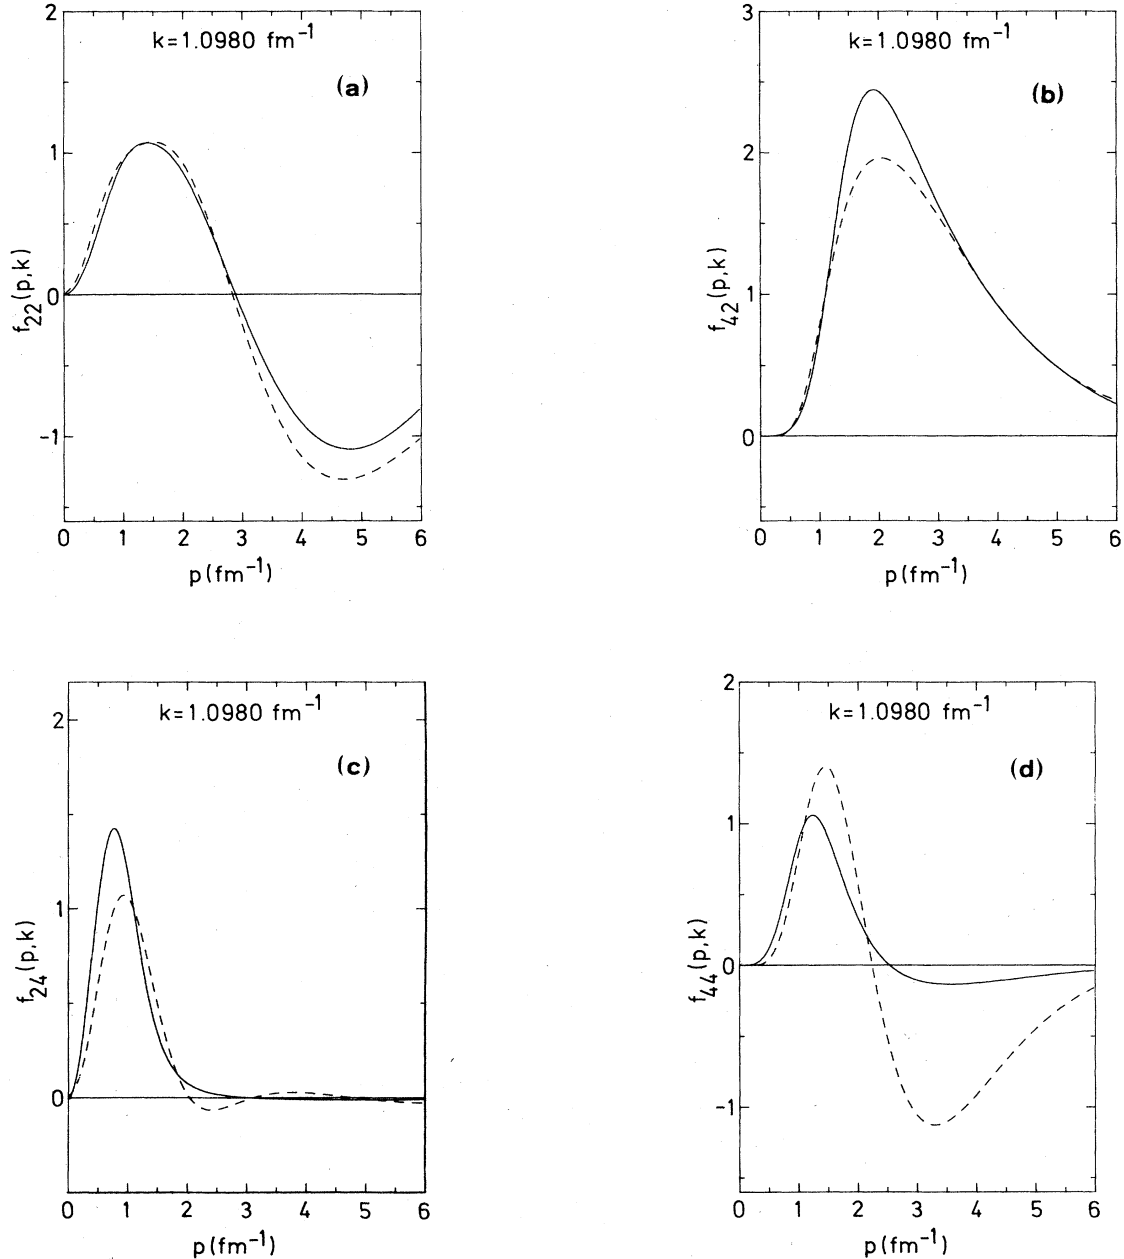 k=1.0980 fm⁻¹
(a)
f₂₂(p,k)
2
1
0
−1
0 1 2 3 4 5 6
p(fm⁻¹)
k=1.0980 fm⁻¹
(b)
f₄₂(p,k)
3
2
1
0
0 1 2 3 4 5 6
p(fm⁻¹)
k=1.0980 fm⁻¹
(c)
f₂₄(p,k)
2
1
0
0 1 2 3 4 5 6
p(fm⁻¹)
k=1.0980 fm⁻¹
(d)
f₄₄(p,k)
2
1
0
−1
0 1 2 3 4 5 6
p(fm⁻¹)